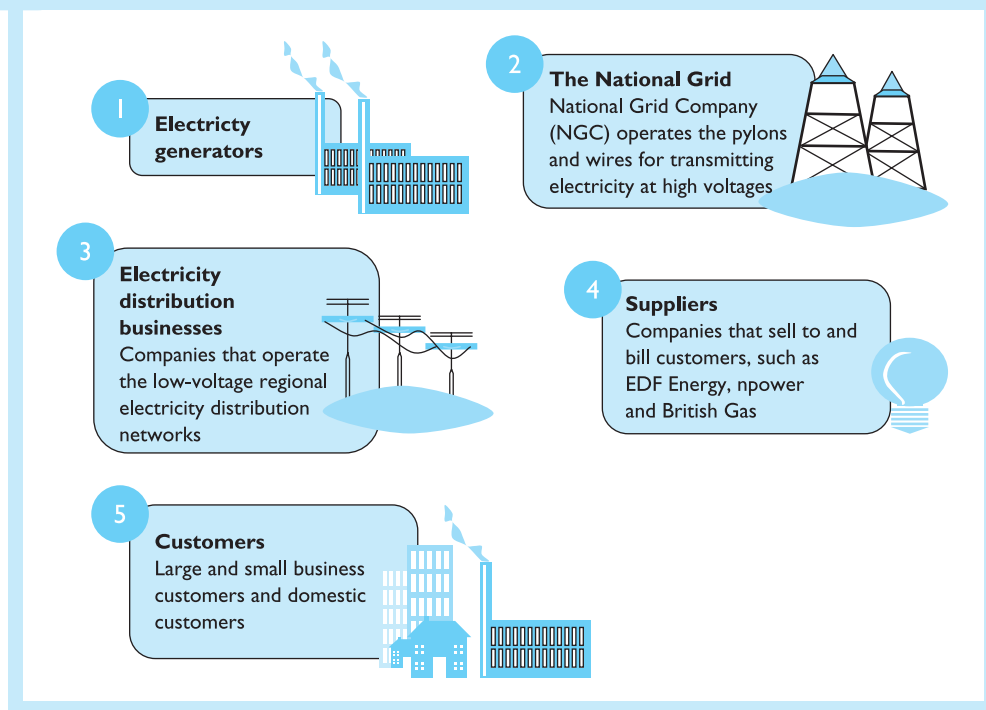 1
Electricty
generators
2
The National Grid
National Grid Company
(NGC) operates the pylons
and wires for transmitting
electricity at high voltages
3
Electricity
distribution
businesses
Companies that operate
the low-voltage regional
electricity distribution
networks
4
Suppliers
Companies that sell to and
bill customers, such as
EDF Energy, npower
and British Gas
5
Customers
Large and small business
customers and domestic
customers